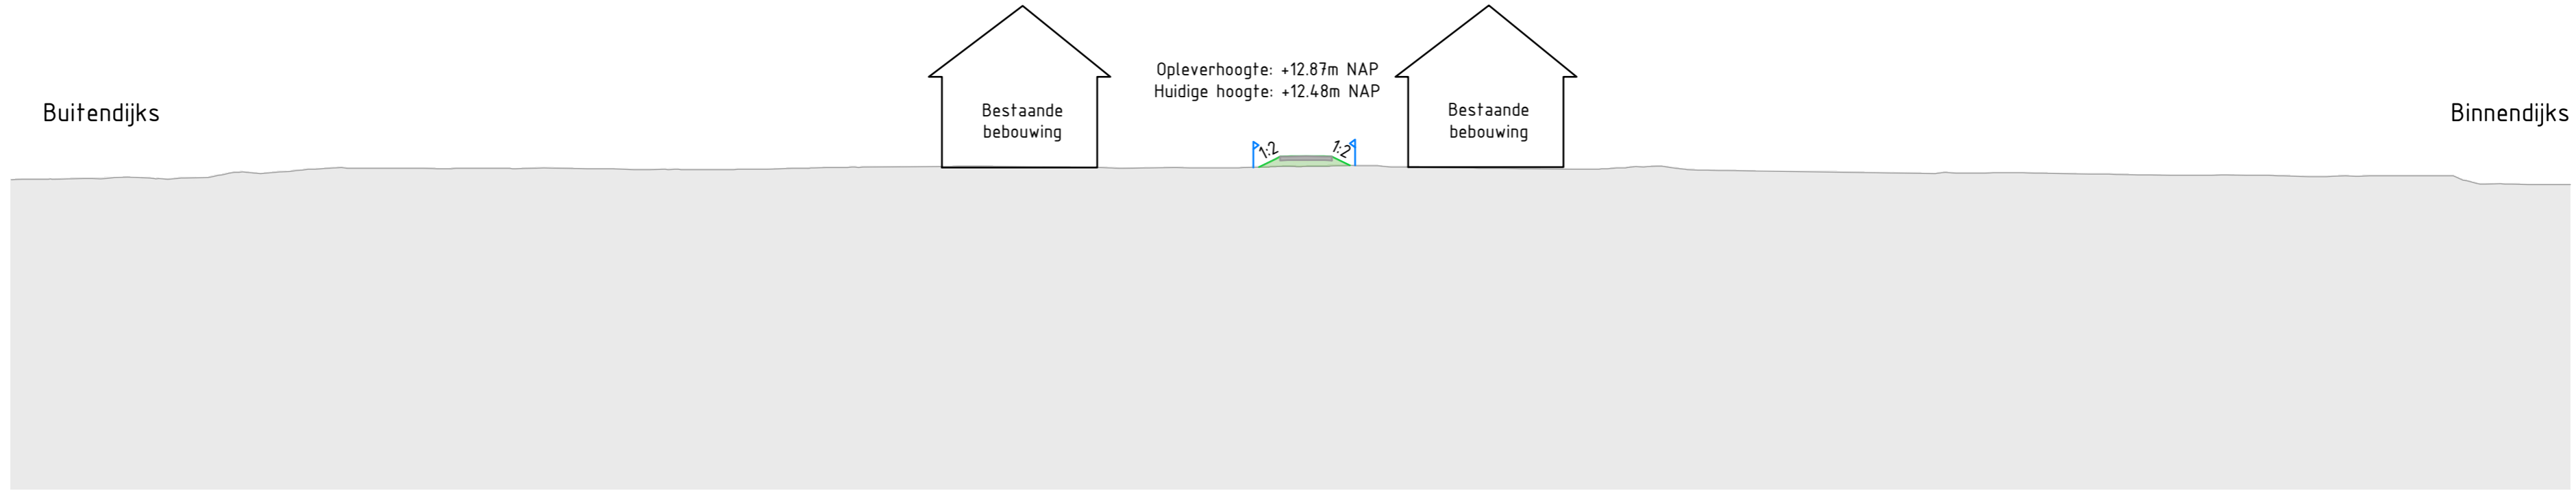 Opleverhoogte: +12.87m NAP
Huidige hoogte: +12.48m NAP
Buitendijks
Bestaande
bebouwing
Bestaande
bebouwing
Binnendijks
1:2
1:2